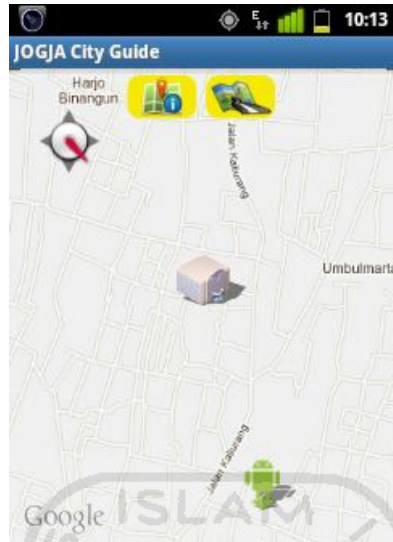 E
10:13
JOGJA City Guide
Harjo
Binangun
Jalan Kaliurang
Umbulmarta
Jalan Kaliurang
Google
ISLAM